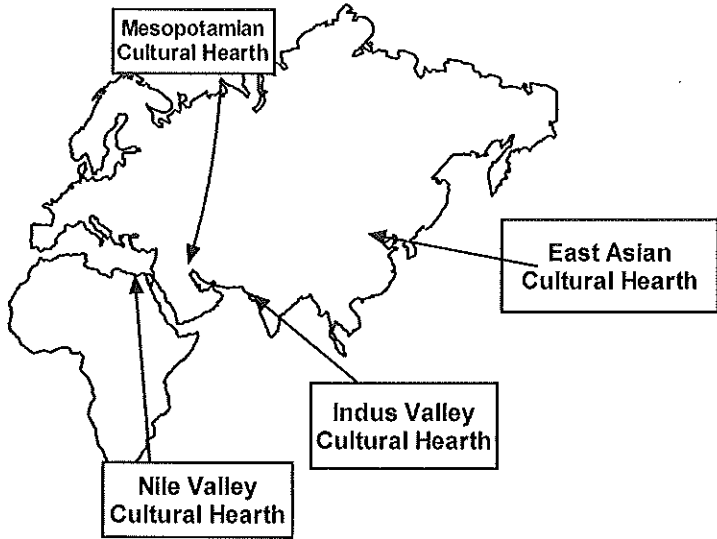 Mesopotamian
Cultural Hearth
East Asian
Cultural Hearth
Indus Valley
Cultural Hearth
Nile Valley
Cultural Hearth